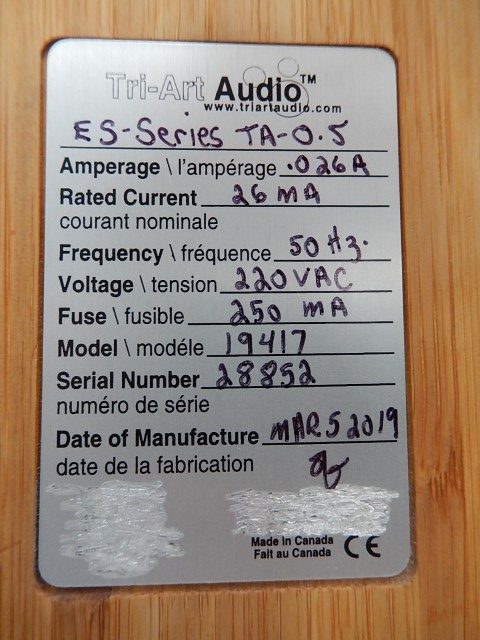 Tri-Art Audio™
www.triartaudio.com
ES-Series TA-0.5
Amperage \ l'ampérage .026A
Rated Current 26 MA
courant nominale
Frequency \ fréquence 50 Hz.
Voltage \ tension 220VAC
Fuse \ fusible 250 MA
Model \ modéle 19417
Serial Number 28852
numéro de série
Date of Manufacture MAR 5 2019
date de la fabrication
Made in Canada
Fait au Canada CE